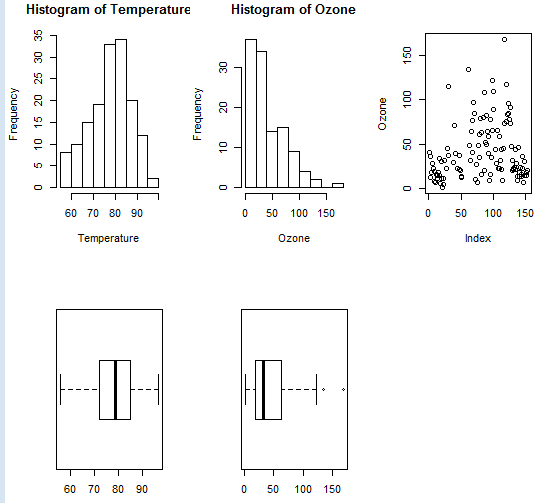 Histogram of Temperature
Frequency
0 5 10 15 20 25 30 35
60 70 80 90
Temperature
Histogram of Ozone
Frequency
0 10 20 30
0 50 100 150
Ozone
Ozone
0 50 100 150
0 50 100 150
Index
60 70 80 90
0 50 100 150